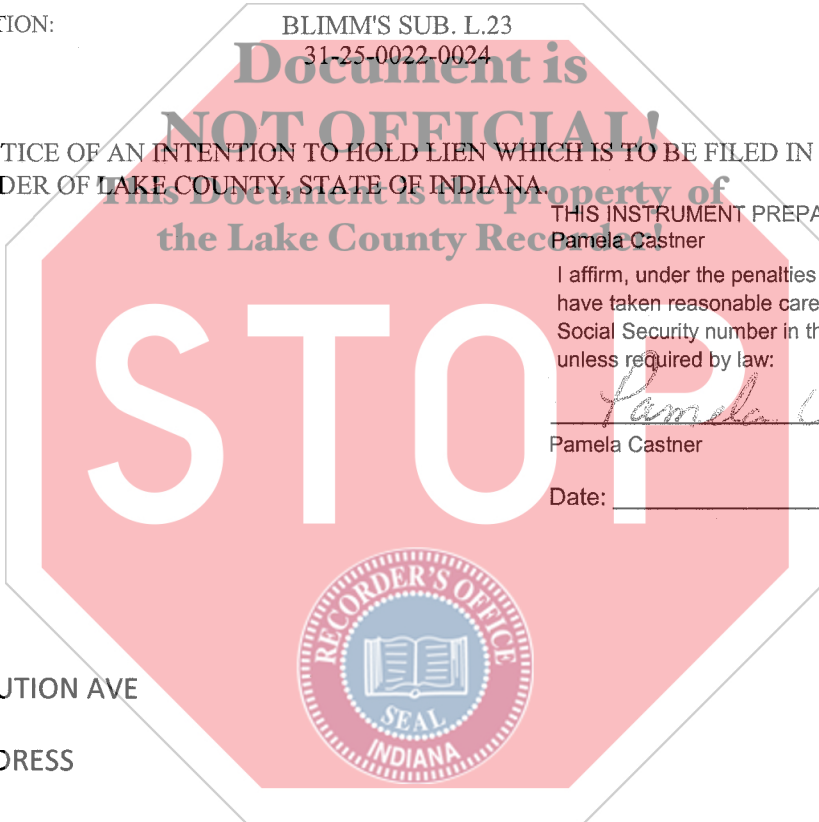 TION:
BLIMM'S SUB. L.23
31-25-0022-0024
Document is
NOT OFFICIAL!
TICE OF AN INTENTION TO HOLD LIEN WHICH IS TO BE FILED IN
DER OF LAKE COUNTY, STATE OF INDIANA.
This Document is the property of
the Lake County Recorder!
THIS INSTRUMENT PREPA
Pamela Castner
I affirm, under the penalties
have taken reasonable care
Social Security number in th
unless required by law:
Pamela C
Pamela Castner
Date:
STOP
RECORDER'S OFFICE
SEAL
INDIANA
UTION AVE
DRESS